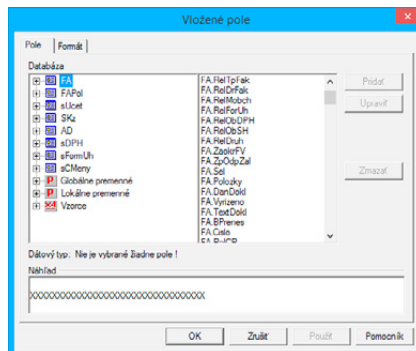 Vložené pole
Pole
Formát
Databáza
FA
FAPol
sUcet
SKz
AD
sDPH
sFormUh
sCMeny
Globálne premenné
Lokálne premenné
Vzorce
FA.RelTpFak
FA.RelDrFak
FA.RelMobch
FA.RelForUh
FA.RelObDPH
FA.RelObSH
FA.RelDruh
FA.ZaokrFV
FA.ZpOdpZal
FA.Sel
FA.Polozky
FA.DanDokl
FA.Vyrizeno
FA.TextDokl
FA.BPrenes
FA.Cislo
FA.RelCR
Pridať
Upraviť
Zmazať
Dátový typ: Nie je vybrané žiadne pole !
Náhľad
XXXXXXXXXXXXXXXXXXXXXXXXXXXXXX
OK
Zrušiť
Použiť
Pomocník